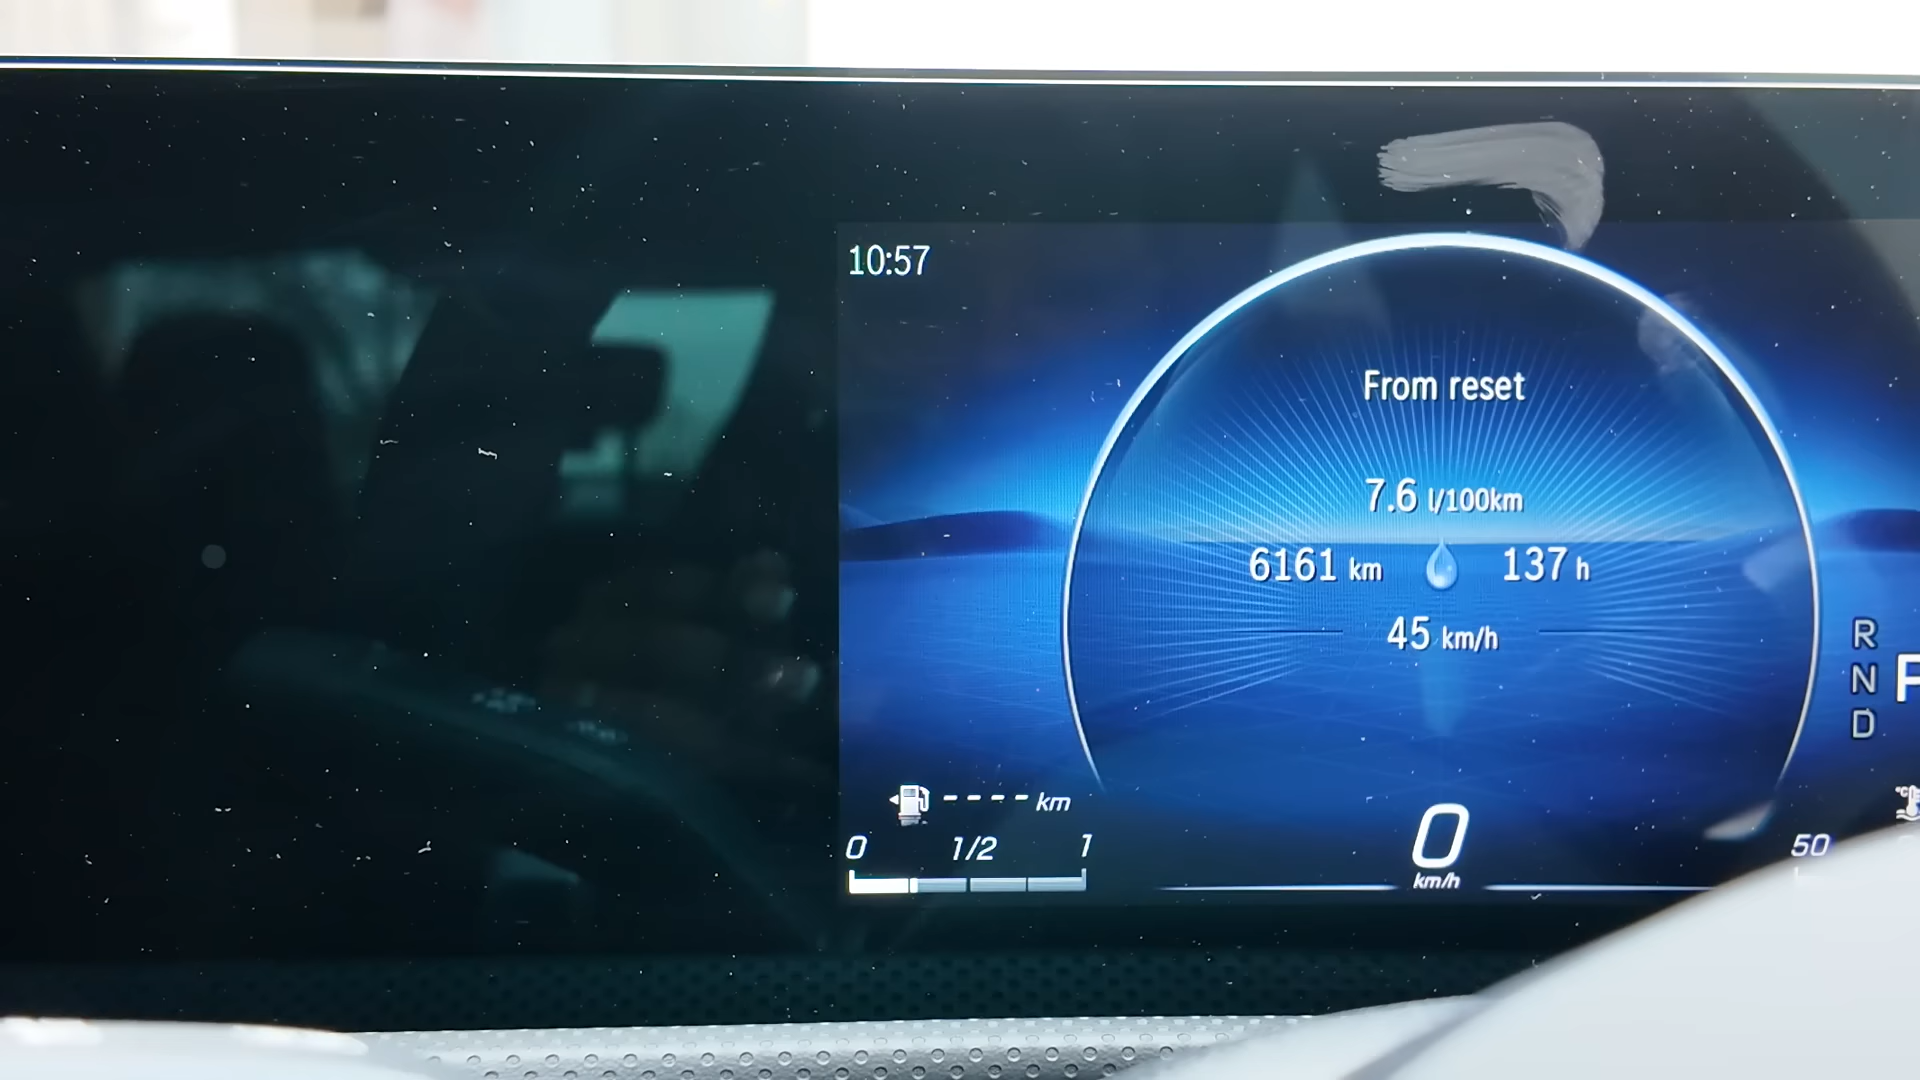 10:57
From reset
7.6 l/100km
6161 km 137 h
45 km/h
R
N
D
---- km
0 1/2 1
0
km/h
50